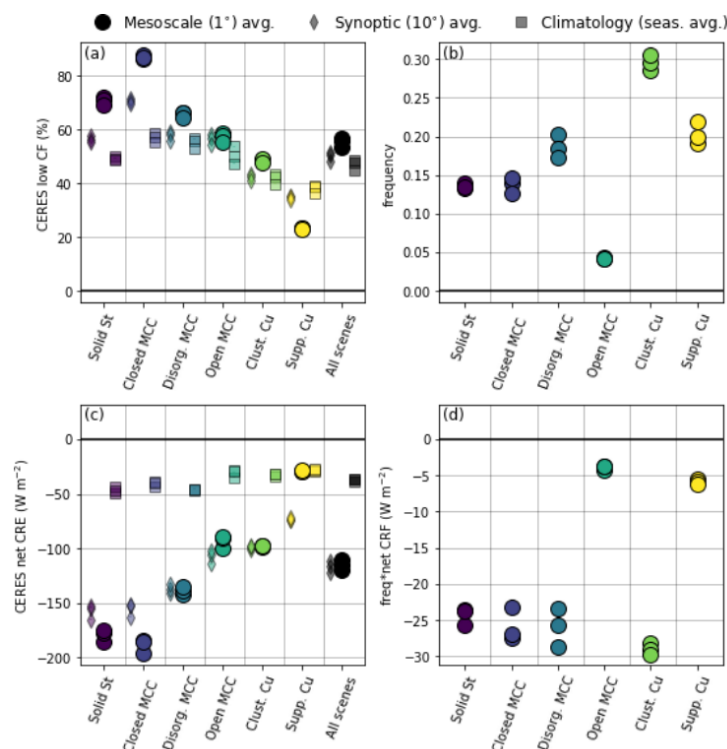 Mesoscale (1°) avg. Synoptic (10°) avg. Climatology (seas. avg.)
(a)
CERES low CF (%)
80
60
40
20
0
Solid St
Closed MCC
Disorg. MCC
Open MCC
Clust. Cu
Supp. Cu
All scenes
(b)
frequency
0.30
0.25
0.20
0.15
0.10
0.05
0.00
Solid St
Closed MCC
Disorg. MCC
Open MCC
Clust. Cu
Supp. Cu
(c)
CERES net CRE (W m⁻²)
0
−50
−100
−150
−200
Solid St
Closed MCC
Disorg. MCC
Open MCC
Clust. Cu
Supp. Cu
All scenes
(d)
freq*net CRF (W m⁻²)
0
−5
−10
−15
−20
−25
−30
Solid St
Closed MCC
Disorg. MCC
Open MCC
Clust. Cu
Supp. Cu